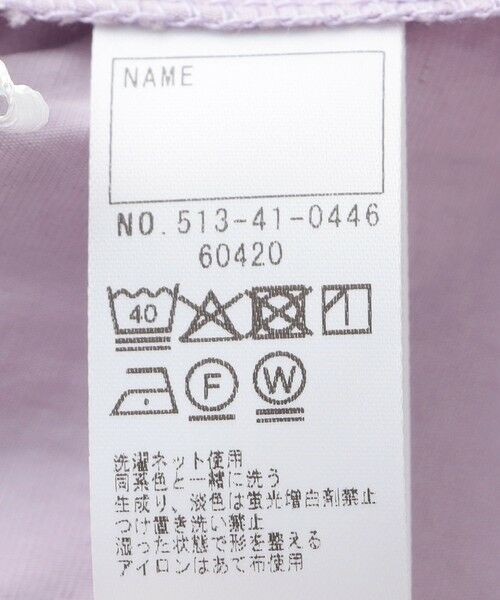 NAME
NO. 513-41-0446
60420
40
F W
洗濯ネット使用
同系色と一緒に洗う
生成り、淡色は蛍光増白剤禁止
つけ置き洗い禁止
湿った状態で形を整える
アイロンはあて布使用